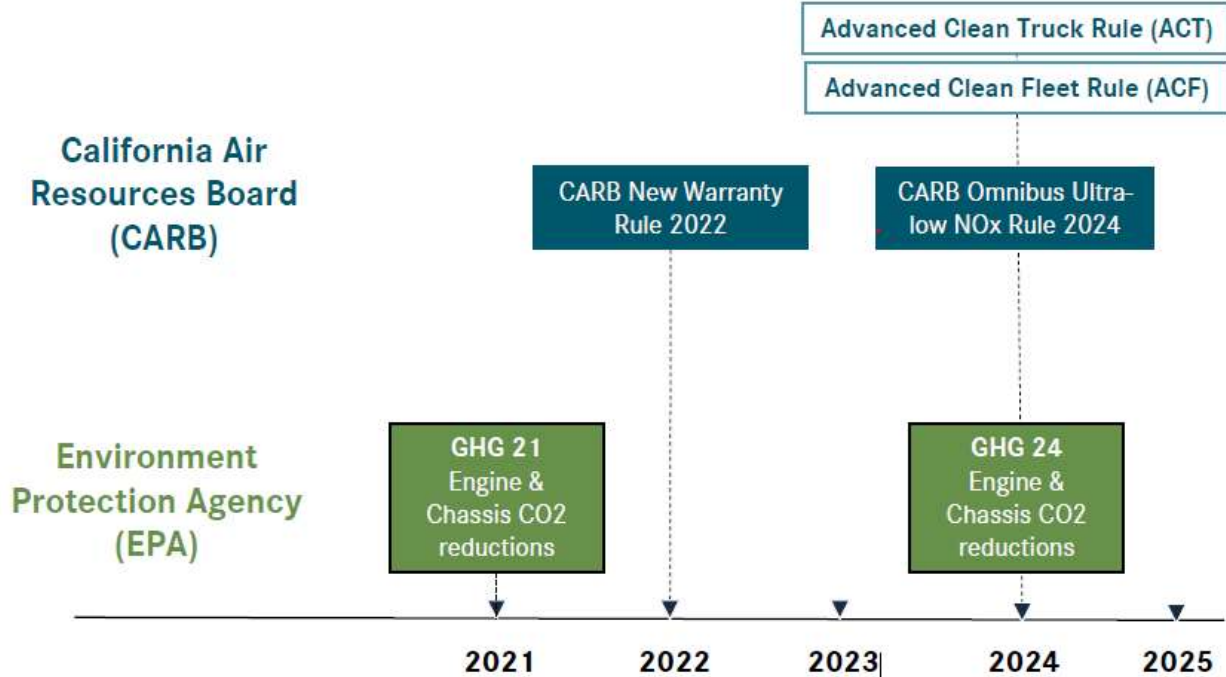 Advanced Clean Truck Rule (ACT)
Advanced Clean Fleet Rule (ACF)
California Air
Resources Board
(CARB)
CARB New Warranty
Rule 2022
CARB Omnibus Ultra-
low NOx Rule 2024
Environment
Protection Agency
(EPA)
GHG 21
Engine &
Chassis CO2
reductions
GHG 24
Engine &
Chassis CO2
reductions
2021 2022 2023 2024 2025